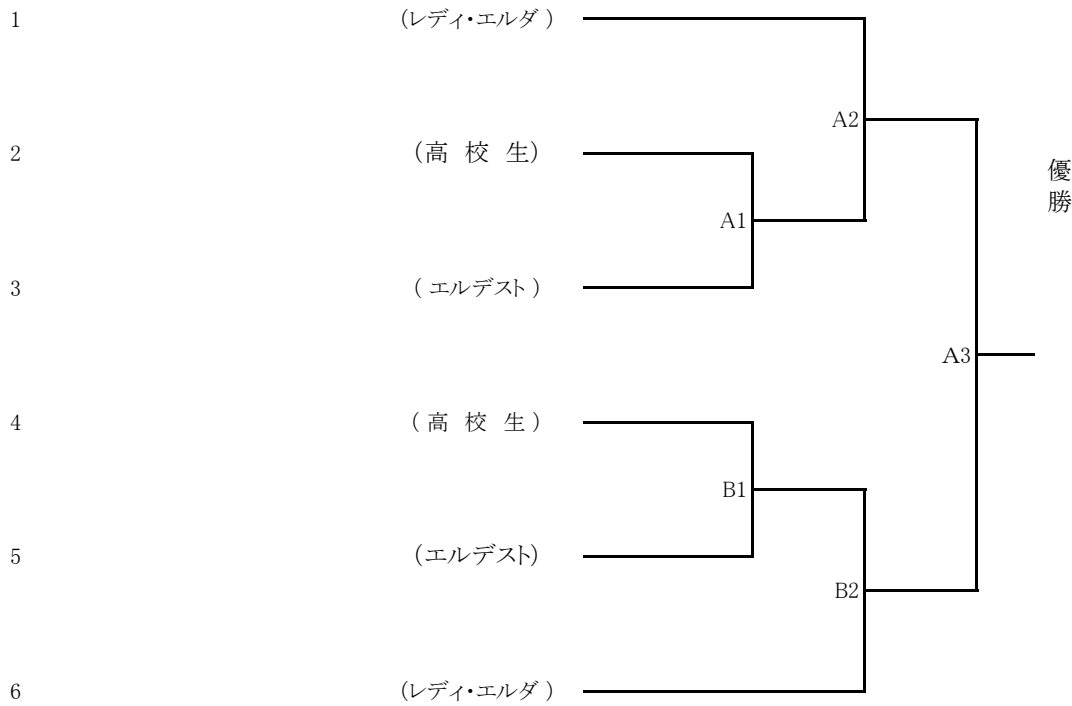 1 (レディ・エルダ)
A2
2 (高 校 生)
優勝
A1
3 (エルデスト)
A3
4 (高 校 生)
B1
5 (エルデスト)
B2
6 (レディ・エルダ)